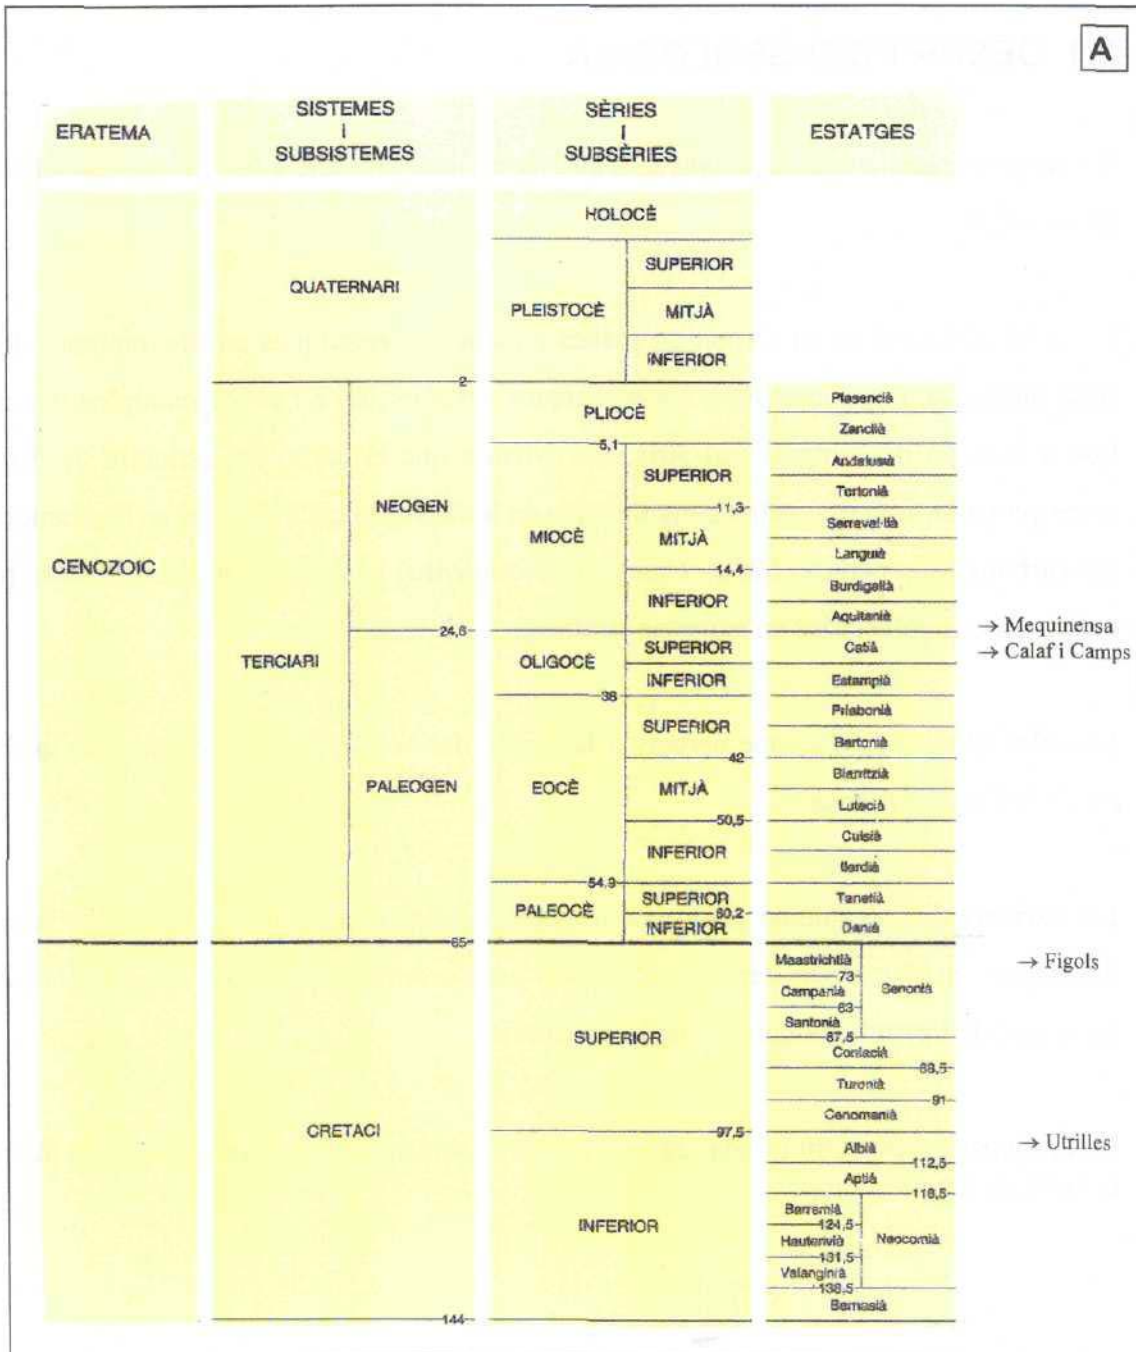 A
ERATEMA
SISTEMES
I
SUBSISTEMES
SÈRIES
I
SUBSÈRIES
ESTATGES
HOLOCÈ
QUATERNARI
PLEISTOCÈ
SUPERIOR
MITJÀ
INFERIOR
2
PLIOCÈ
Plasencià
Zanclià
5,1
CENOZOIC
TERCIARI
NEOGEN
MIOCÈ
SUPERIOR
Andalusià
Tortonià
11,3
MITJÀ
Serraval·lià
Languià
14,4
INFERIOR
Burdigalià
Aquitanià
24,6
→ Mequinensa
PALEOGEN
OLIGOCÈ
SUPERIOR
Catià
→ Calaf i Camps
INFERIOR
Estampià
38
EOCÈ
SUPERIOR
Priabonià
Bartonià
42
MITJÀ
Biarritzià
Lutecià
50,5
INFERIOR
Cuisià
Ilerdià
54,9
PALEOCÈ
SUPERIOR
Tanetià
60,2
INFERIOR
Danià
65
CRETACI
SUPERIOR
Maastrichtià
→ Figols
73
Campanià
Senonià
83
Santonià
87,5
Coniacià
88,5
Turonià
91
Cenomanià
97,5
INFERIOR
Albià
→ Utrilles
112,5
Aptià
118,5
Barremià
124,5
Hauterivià
Neocomià
131,5
Valanginià
138,5
Berriasià
144